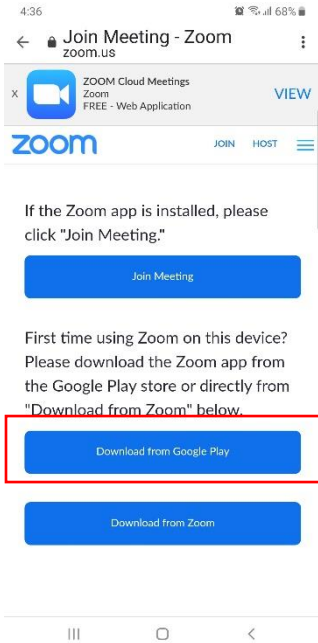 4:36
68%
Join Meeting - Zoom
zoom.us
x
ZOOM Cloud Meetings
Zoom
FREE - Web Application
VIEW
zoom
JOIN
HOST
If the Zoom app is installed, please
click "Join Meeting."
Join Meeting
First time using Zoom on this device?
Please download the Zoom app from
the Google Play store or directly from
"Download from Zoom" below.
Download from Google Play
Download from Zoom